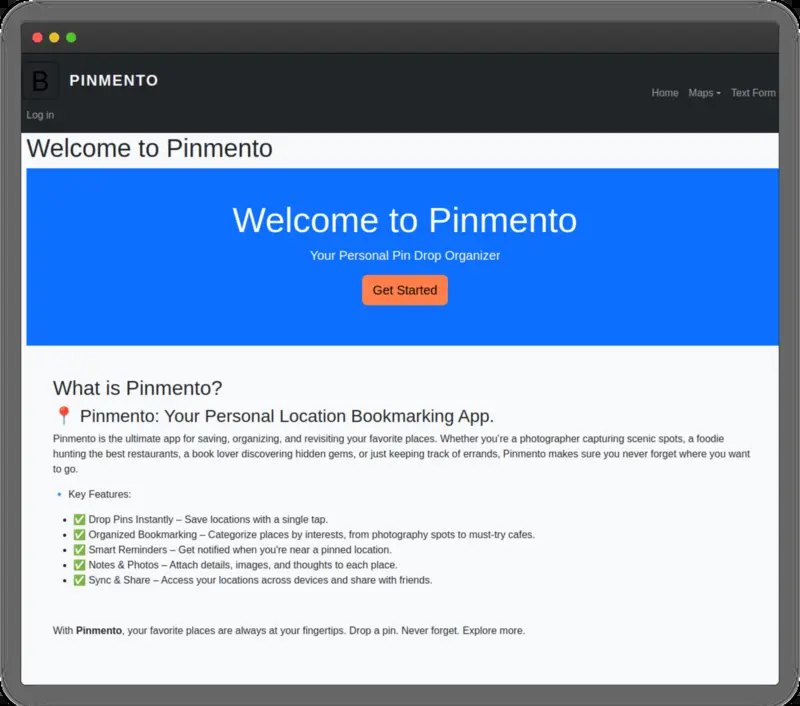 B PINMENTO
Home Maps Text Form
Log in
Welcome to Pinmento
Welcome to Pinmento
Your Personal Pin Drop Organizer
Get Started
What is Pinmento?
📍 Pinmento: Your Personal Location Bookmarking App.
Pinmento is the ultimate app for saving, organizing, and revisiting your favorite places. Whether you're a photographer capturing scenic spots, a foodie
hunting the best restaurants, a book lover discovering hidden gems, or just keeping track of errands, Pinmento makes sure you never forget where you want
to go.
🔹 Key Features:
• ✅ Drop Pins Instantly – Save locations with a single tap.
• ✅ Organized Bookmarking – Categorize places by interests, from photography spots to must-try cafes.
• ✅ Smart Reminders – Get notified when you're near a pinned location.
• ✅ Notes & Photos – Attach details, images, and thoughts to each place.
• ✅ Sync & Share – Access your locations across devices and share with friends.
With Pinmento, your favorite places are always at your fingertips. Drop a pin. Never forget. Explore more.